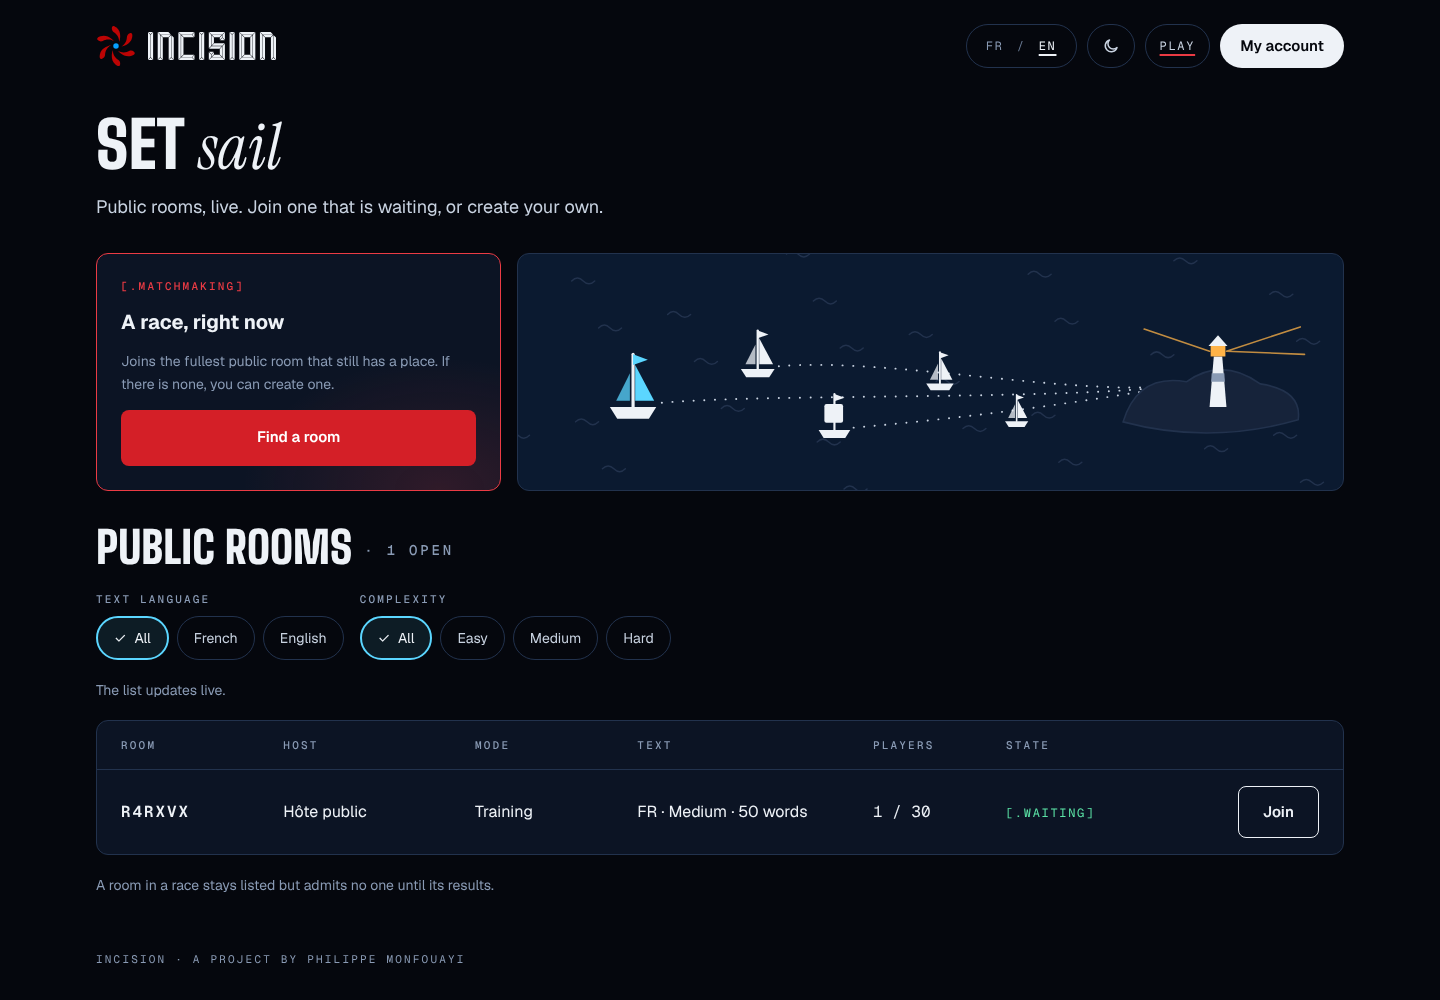 INCISION
FR / EN
PLAY
My account
SET sail
Public rooms, live. Join one that is waiting, or create your own.
[.MATCHMAKING]
A race, right now
Joins the fullest public room that still has a place. If
there is none, you can create one.
Find a room
PUBLIC ROOMS · 1 OPEN
TEXT LANGUAGE
All French English
COMPLEXITY
All Easy Medium Hard
The list updates live.
ROOM HOST MODE TEXT PLAYERS STATE
R4RXVX Hôte public Training FR · Medium · 50 words 1 / 30 [.WAITING] Join
A room in a race stays listed but admits no one until its results.
INCISION · A PROJECT BY PHILIPPE MONFOUAYI